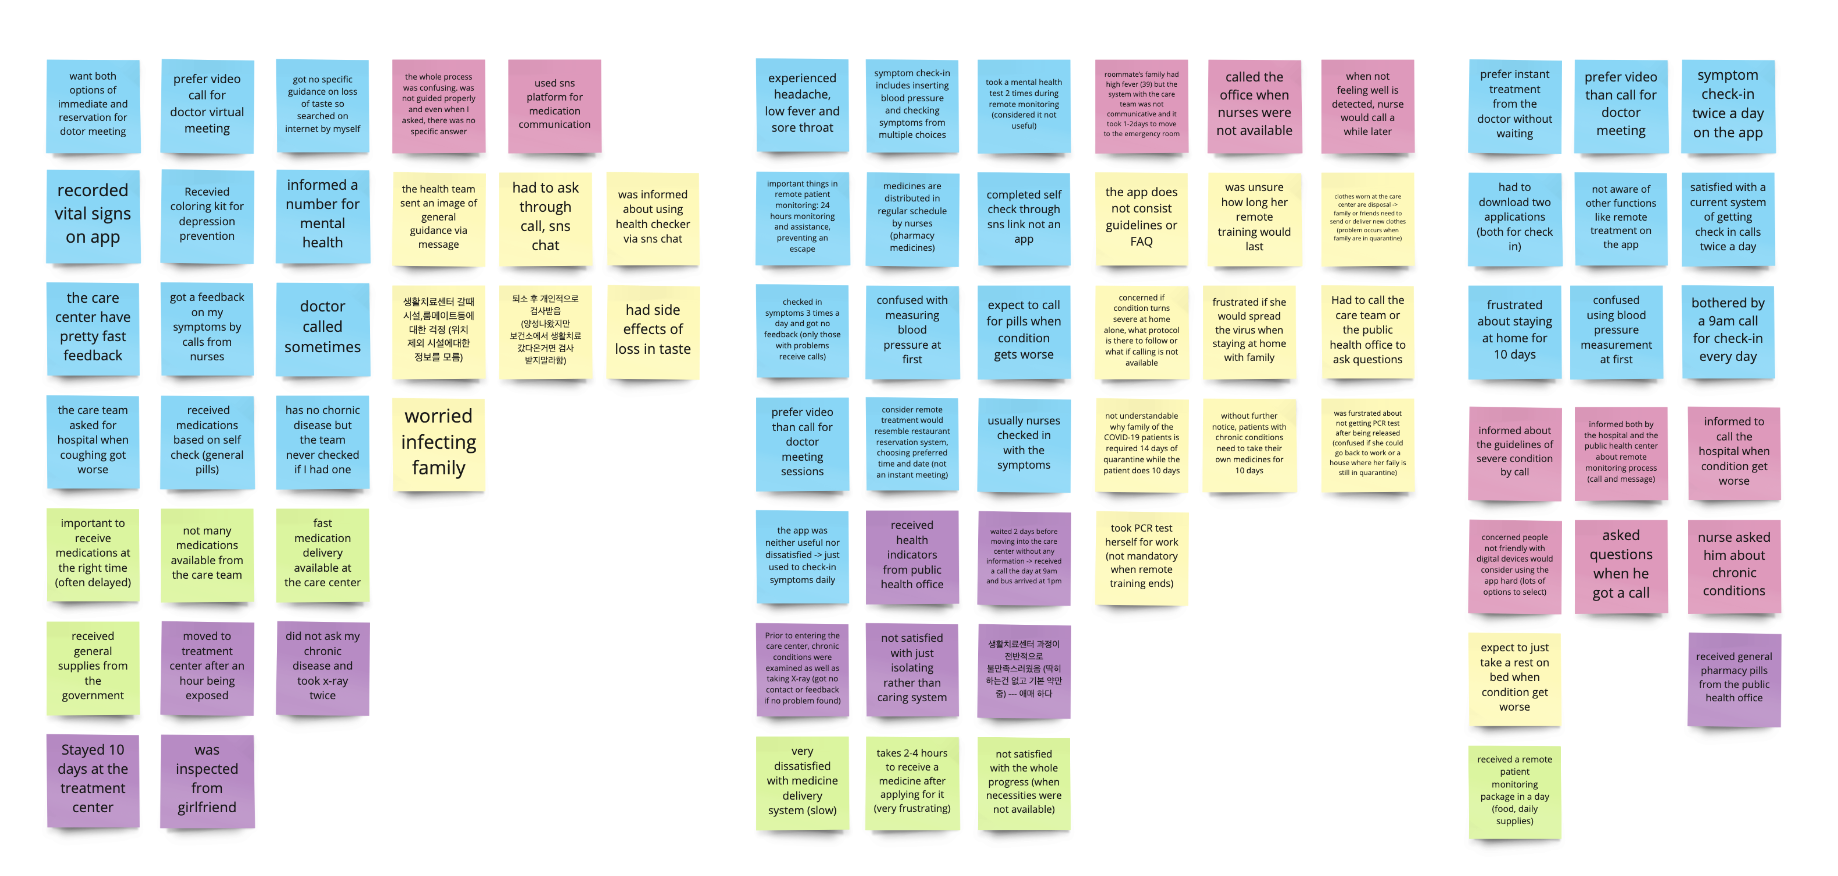 want both
options of
immediate and
reservation for
dotor meeting
prefer video
call for
doctor virtual
meeting
got no specific
guidance on loss
of taste so
searched on
internet by myself
the whole process
was confusing, was
not guided properly
and even when I
asked, there was no
specific answer
used sns
platform for
medication
communication
recorded
vital signs
on app
Recevied
coloring kit for
depression
prevention
informed a
number for
mental
health
the health team
sent an image of
general
guidance via
message
had to ask
through
call, sns
chat
was informed
about using
health checker
via sns chat
the care
center have
pretty fast
feedback
got a feedback
on my
symptoms by
calls from
nurses
doctor
called
sometimes
생활치료센터 갈때
시설,룸메이트등에
대한 걱정 (위치
제외 시설에대한
정보를 모름)
퇴소 후 개인적으로
검사받음
(양성나왔지만
보건소에서 생활치료
갔다온거면 검사
받지말라함)
had side
effects of
loss in taste
the care team
asked for
hospital when
coughing got
worse
received
medications
based on self
check (general
pills)
has no chornic
disease but
the team
never checked
if I had one
worried
infecting
family
important to
receive
medications at
the right time
(often delayed)
not many
medications
available from
the care team
fast
medication
delivery
available at
the care center
received
general
supplies from
the
government
moved to
treatment
center after an
hour being
exposed
did not ask my
chronic
disease and
took x-ray
twice
Stayed 10
days at the
treatment
center
was
inspected
from
girlfriend
experienced
headache,
low fever and
sore throat
symptom check-in
includes inserting
blood pressure
and checking
symptoms from
multiple choices
took a mental health
test 2 times during
remote monitoring
(considered it not
useful)
roommate's family had
high fever (39) but the
system with the care
team was not
communicative and it
took 1-2days to move
to the emergency room
called the
office when
nurses were
not available
when not
feeling well is
detected, nurse
would call a
while later
important things in
remote patient
monitoring: 24
hours monitoring
and assistance,
preventing an
escape
medicines are
distributed in
regular schedule
by nurses
(pharmacy
medicines)
completed self
check through
sns link not an
app
the app does
not consist
guidelines or
FAQ
was unsure
how long her
remote
training would
last
clothes worn at the care
center are disposal ->
family or friends need to
send or deliver new clothes
(problem occurs when
family are in quarantine)
checked in
symptoms 3 times
a day and got no
feedback (only those
with problems
receive calls)
confused with
measuring
blood
pressure at
first
expect to call
for pills when
condition
gets worse
concerned if
condition turns
severe at home
alone, what protocol
is there to follow or
what if calling is not
available
frustrated if she
would spread
the virus when
staying at home
with family
Had to call the
care team or
the public
health office to
ask questions
prefer video
than call for
doctor
meeting
sessions
consider remote
treatment would
resemble restaurant
reservation system,
choosing preferred
time and date (not
an instant meeting)
usually nurses
checked in
with the
symptoms
not understandable
why family of the
COVID-19 patients is
required 14 days of
quarantine while the
patient does 10 days
without further
notice, patients with
chronic conditions
need to take their
own medicines for
10 days
was furstrated about
not getting PCR test
after being released
(confused if she could
go back to work or a
house where her faily is
still in quarantine)
the app was
neither useful nor
dissatisfied -> just
used to check-in
symptoms daily
received
health
indicators
from public
health office
waited 2 days before
moving into the care
center without any
information -> received
a call the day at 9am
and bus arrived at 1pm
took PCR test
herself for work
(not mandatory
when remote
training ends)
Prior to entering the
care center, chronic
conditions were
examined as well as
taking X-ray (got no
contact or feedback
if no problem found)
not satisfied
with just
isolating
rather than
caring system
생활치료센터 과정이
전반적으로
불만족스러웠음 (딱히
하는건 없고 기본 약만
줌) --- 애매 하다
very
dissatisfied
with medicine
delivery
system (slow)
takes 2-4 hours
to receive a
medicine after
applying for it
(very frustrating)
not satisfied
with the whole
progress (when
necessities were
not available)
prefer instant
treatment
from the
doctor without
waiting
prefer video
than call for
doctor
meeting
symptom
check-in
twice a day
on the app
had to
download two
applications
(both for check
in)
not aware of
other functions
like remote
treatment on
the app
satisfied with a
current system
of getting
check in calls
twice a day
frustrated
about staying
at home for
10 days
confused
using blood
pressure
measurement
at first
bothered by
a 9am call
for check-in
every day
informed about
the guidelines of
severe condition
by call
informed both by
the hospital and the
public health center
about remote
monitoring process
(call and message)
informed to
call the
hospital when
condition get
worse
concerned people
not friendly with
digital devices would
consider using the
app hard (lots of
options to select)
asked
questions
when he
got a call
nurse asked
him about
chronic
conditions
expect to just
take a rest on
bed when
condition get
worse
received general
pharmacy pills
from the public
health office
received a remote
patient
monitoring
package in a day
(food, daily
supplies)